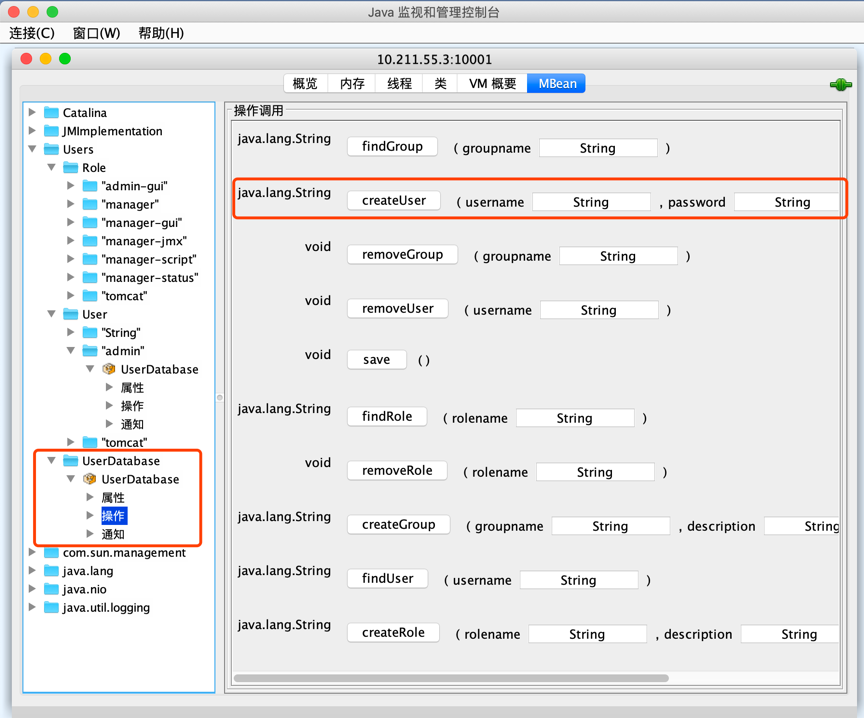 Java 监视和管理控制台
连接(C) 窗口(W) 帮助(H)
10.211.55.3:10001
概览 内存 线程 类 VM 概要 MBean
Catalina
JMImplementation
Users
Role
"admin-gui"
"manager"
"manager-gui"
"manager-jmx"
"manager-script"
"manager-status"
"tomcat"
User
"String"
"admin"
UserDatabase
属性
操作
通知
"tomcat"
UserDatabase
UserDatabase
属性
操作
通知
com.sun.management
java.lang
java.nio
java.util.logging
操作调用
java.lang.String findGroup ( groupname String )
java.lang.String createUser ( username String , password String
void removeGroup ( groupname String )
void removeUser ( username String )
void save ( )
java.lang.String findRole ( rolename String )
void removeRole ( rolename String )
java.lang.String createGroup ( groupname String , description String
java.lang.String findUser ( username String )
java.lang.String createRole ( rolename String , description String